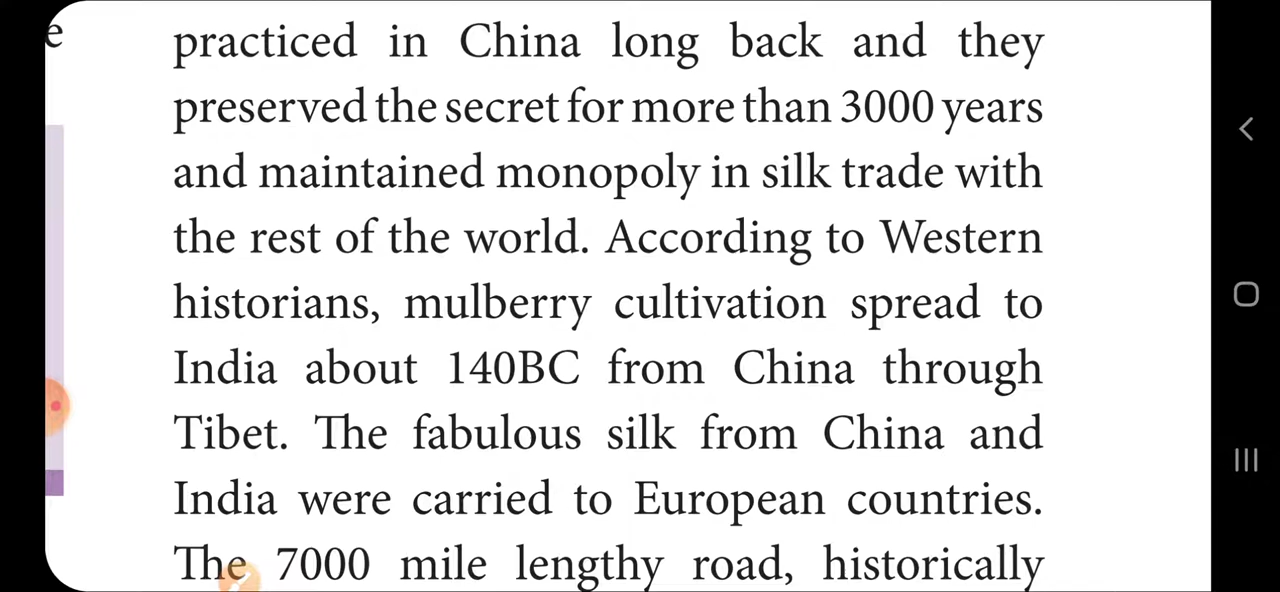 e
practiced in China long back and they
preserved the secret for more than 3000 years
and maintained monopoly in silk trade with
the rest of the world. According to Western
historians, mulberry cultivation spread to
India about 140BC from China through
Tibet. The fabulous silk from China and
India were carried to European countries.
The 7000 mile lengthy road, historically